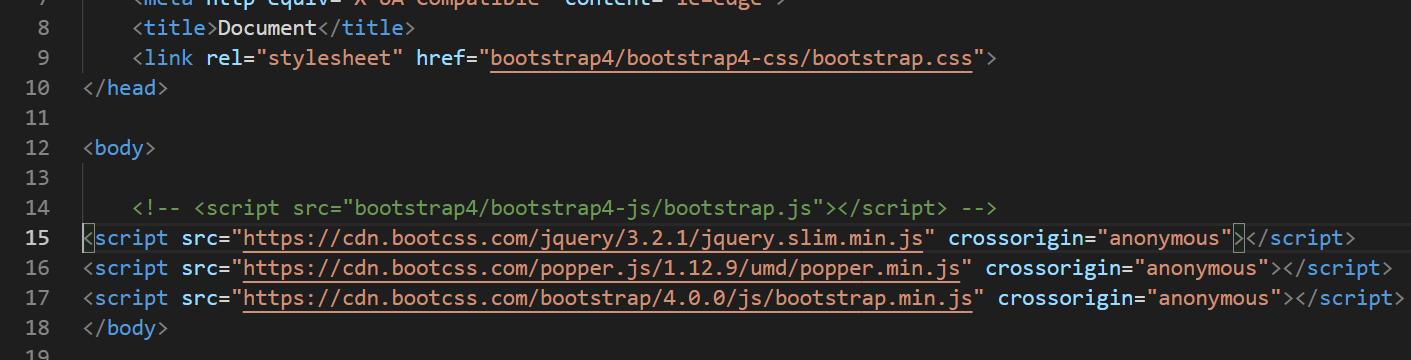 7 <meta http-equiv="X-UA-Compatible" content="ie=edge">
8 <title>Document</title>
9 <link rel="stylesheet" href="bootstrap4/bootstrap4-css/bootstrap.css">
10 </head>
11
12 <body>
13
14 <!-- <script src="bootstrap4/bootstrap4-js/bootstrap.js"></script> -->
15 <script src="https://cdn.bootcss.com/jquery/3.2.1/jquery.slim.min.js" crossorigin="anonymous"></script>
16 <script src="https://cdn.bootcss.com/popper.js/1.12.9/umd/popper.min.js" crossorigin="anonymous"></script>
17 <script src="https://cdn.bootcss.com/bootstrap/4.0.0/js/bootstrap.min.js" crossorigin="anonymous"></script>
18 </body>
19